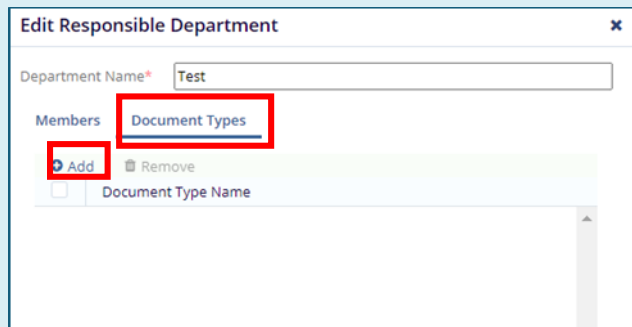 Edit Responsible Department
Department Name* Test
Members Document Types
Add Remove
Document Type Name